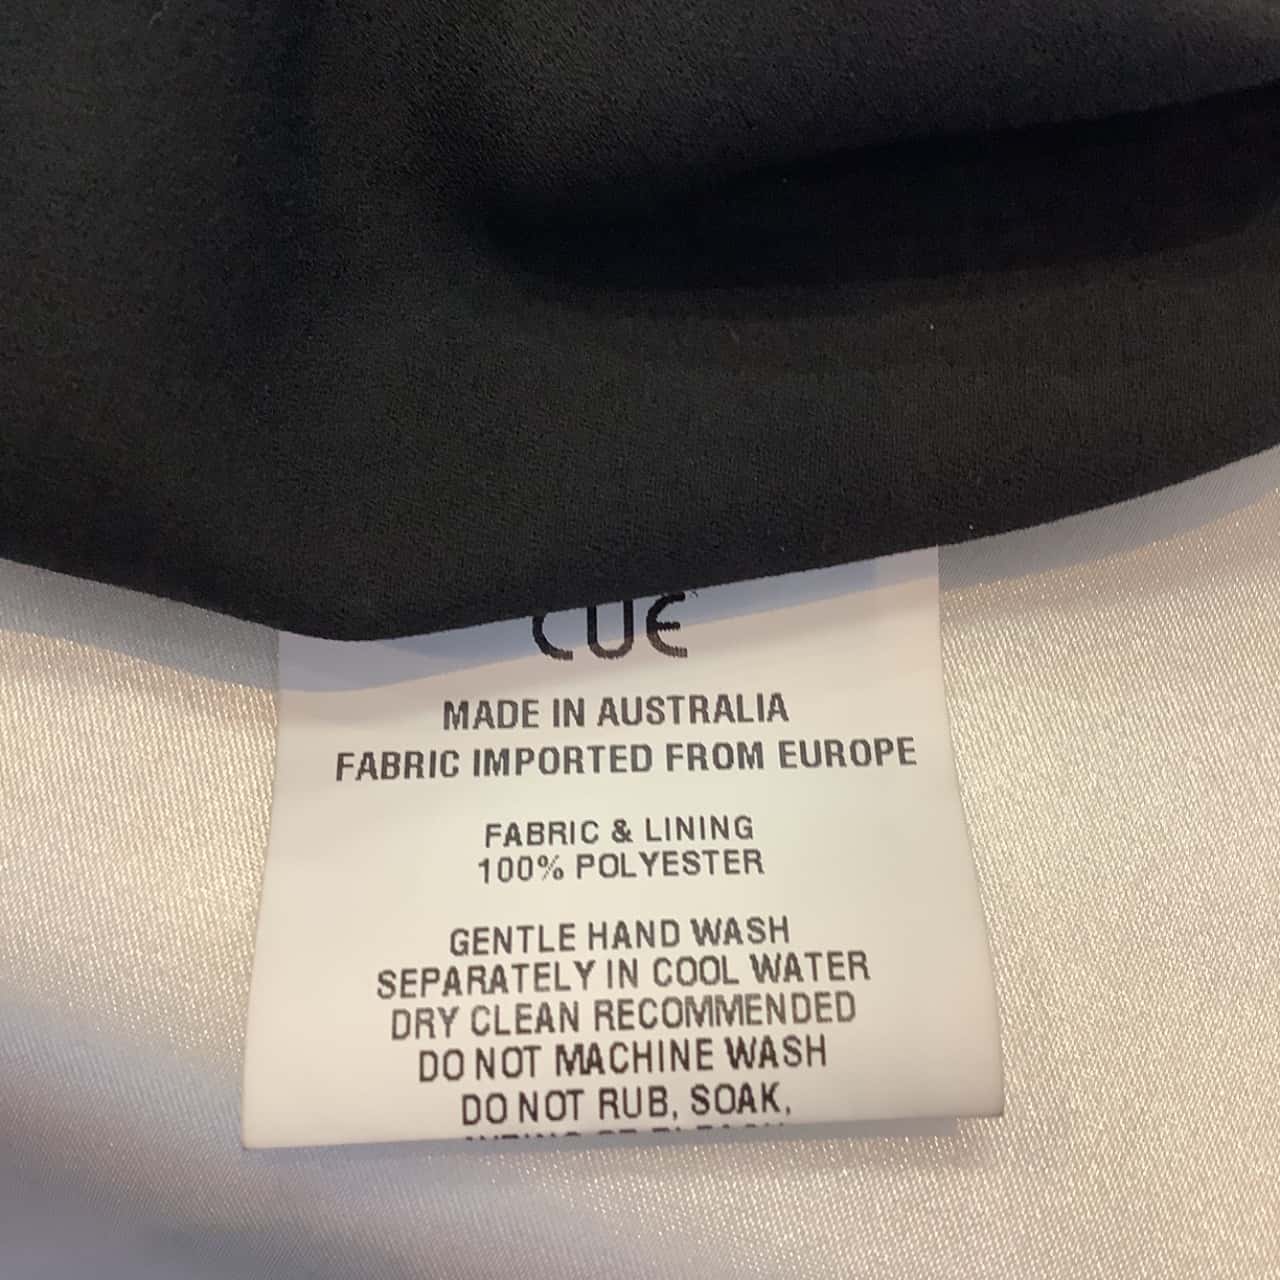 CUE
MADE IN AUSTRALIA
FABRIC IMPORTED FROM EUROPE
FABRIC & LINING
100% POLYESTER
GENTLE HAND WASH
SEPARATELY IN COOL WATER
DRY CLEAN RECOMMENDED
DO NOT MACHINE WASH
DO NOT RUB, SOAK,